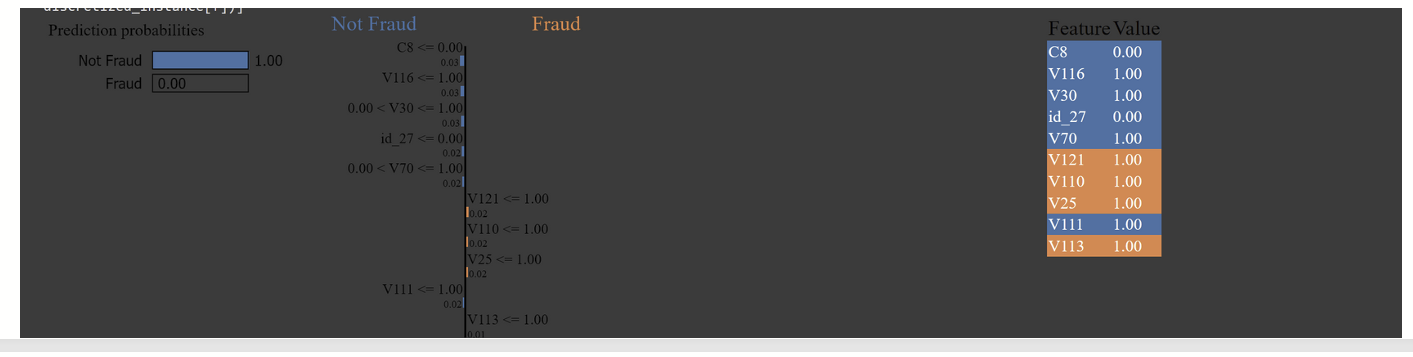 discretized_instance[f])]
Prediction probabilities
Not Fraud 1.00
Fraud 0.00
Not Fraud Fraud
C8 <= 0.00
0.03
V116 <= 1.00
0.03
0.00 < V30 <= 1.00
0.03
id_27 <= 0.00
0.02
0.00 < V70 <= 1.00
0.02
V121 <= 1.00
0.02
V110 <= 1.00
0.02
V25 <= 1.00
0.02
V111 <= 1.00
0.02
V113 <= 1.00
0.01
Feature Value
C8 0.00
V116 1.00
V30 1.00
id_27 0.00
V70 1.00
V121 1.00
V110 1.00
V25 1.00
V111 1.00
V113 1.00